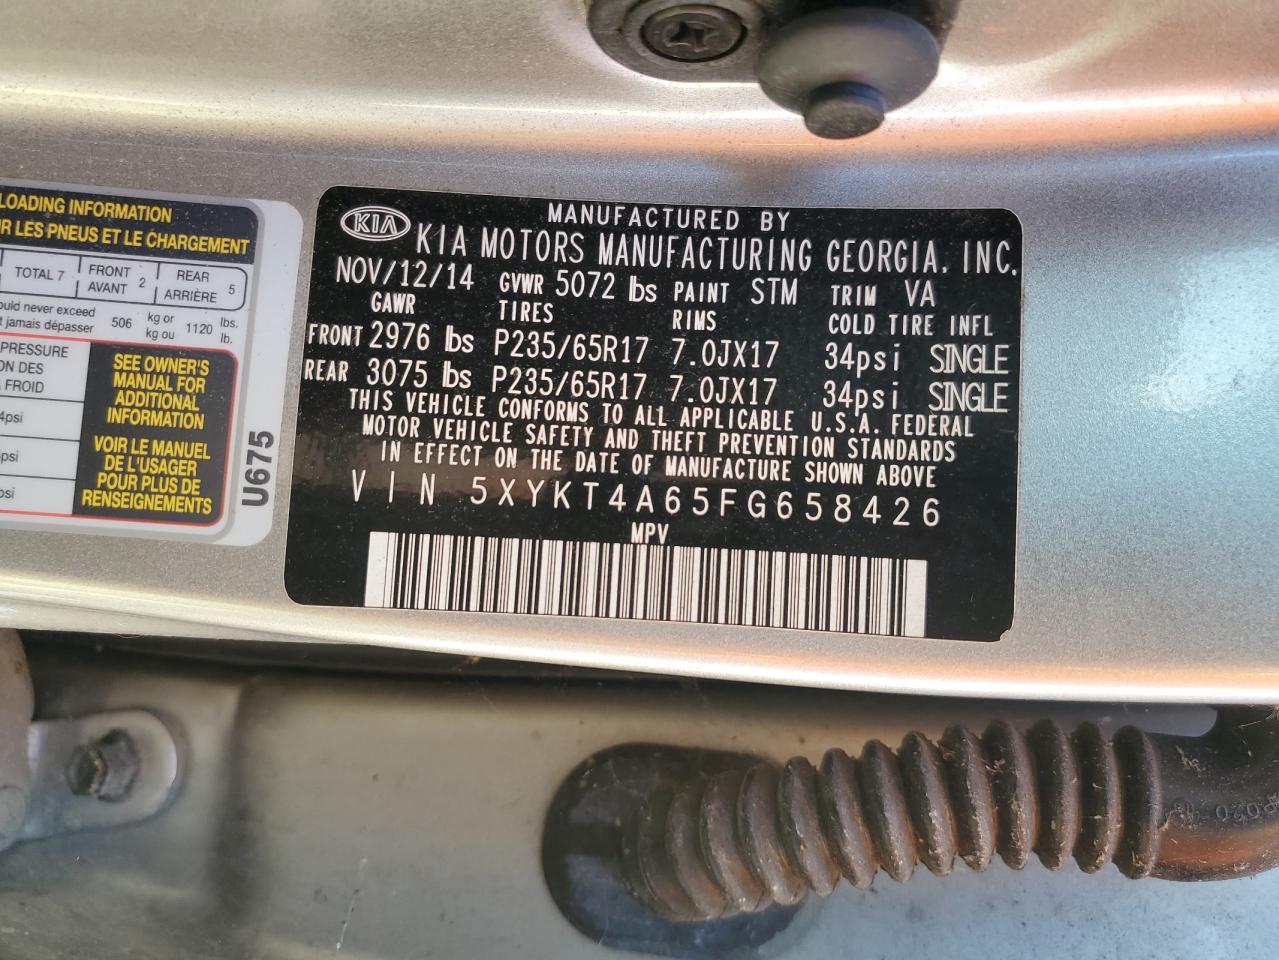 LOADING INFORMATION
R LES PNEUS ET LE CHARGEMENT
TOTAL 7 FRONT AVANT 2 REAR ARRIÈRE 5
ould never exceed
t jamais dépasser 506 kg or kg ou 1120 lbs. lb.
PRESSURE
ON DES
A FROID
4psi
psi
psi
SEE OWNER'S
MANUAL FOR
ADDITIONAL
INFORMATION
VOIR LE MANUEL
DE L'USAGER
POUR PLUS DE
RENSEIGNEMENTS
U675
MANUFACTURED BY
KIA KIA MOTORS MANUFACTURING GEORGIA, INC.
NOV/12/14 GVWR 5072 lbs PAINT STM TRIM VA
GAWR TIRES RIMS COLD TIRE INFL
FRONT 2976 lbs P235/65R17 7.0JX17 34psi SINGLE
REAR 3075 lbs P235/65R17 7.0JX17 34psi SINGLE
THIS VEHICLE CONFORMS TO ALL APPLICABLE U.S.A. FEDERAL
MOTOR VEHICLE SAFETY AND THEFT PREVENTION STANDARDS
IN EFFECT ON THE DATE OF MANUFACTURE SHOWN ABOVE
VIN 5XYKT4A65FG658426
MPV